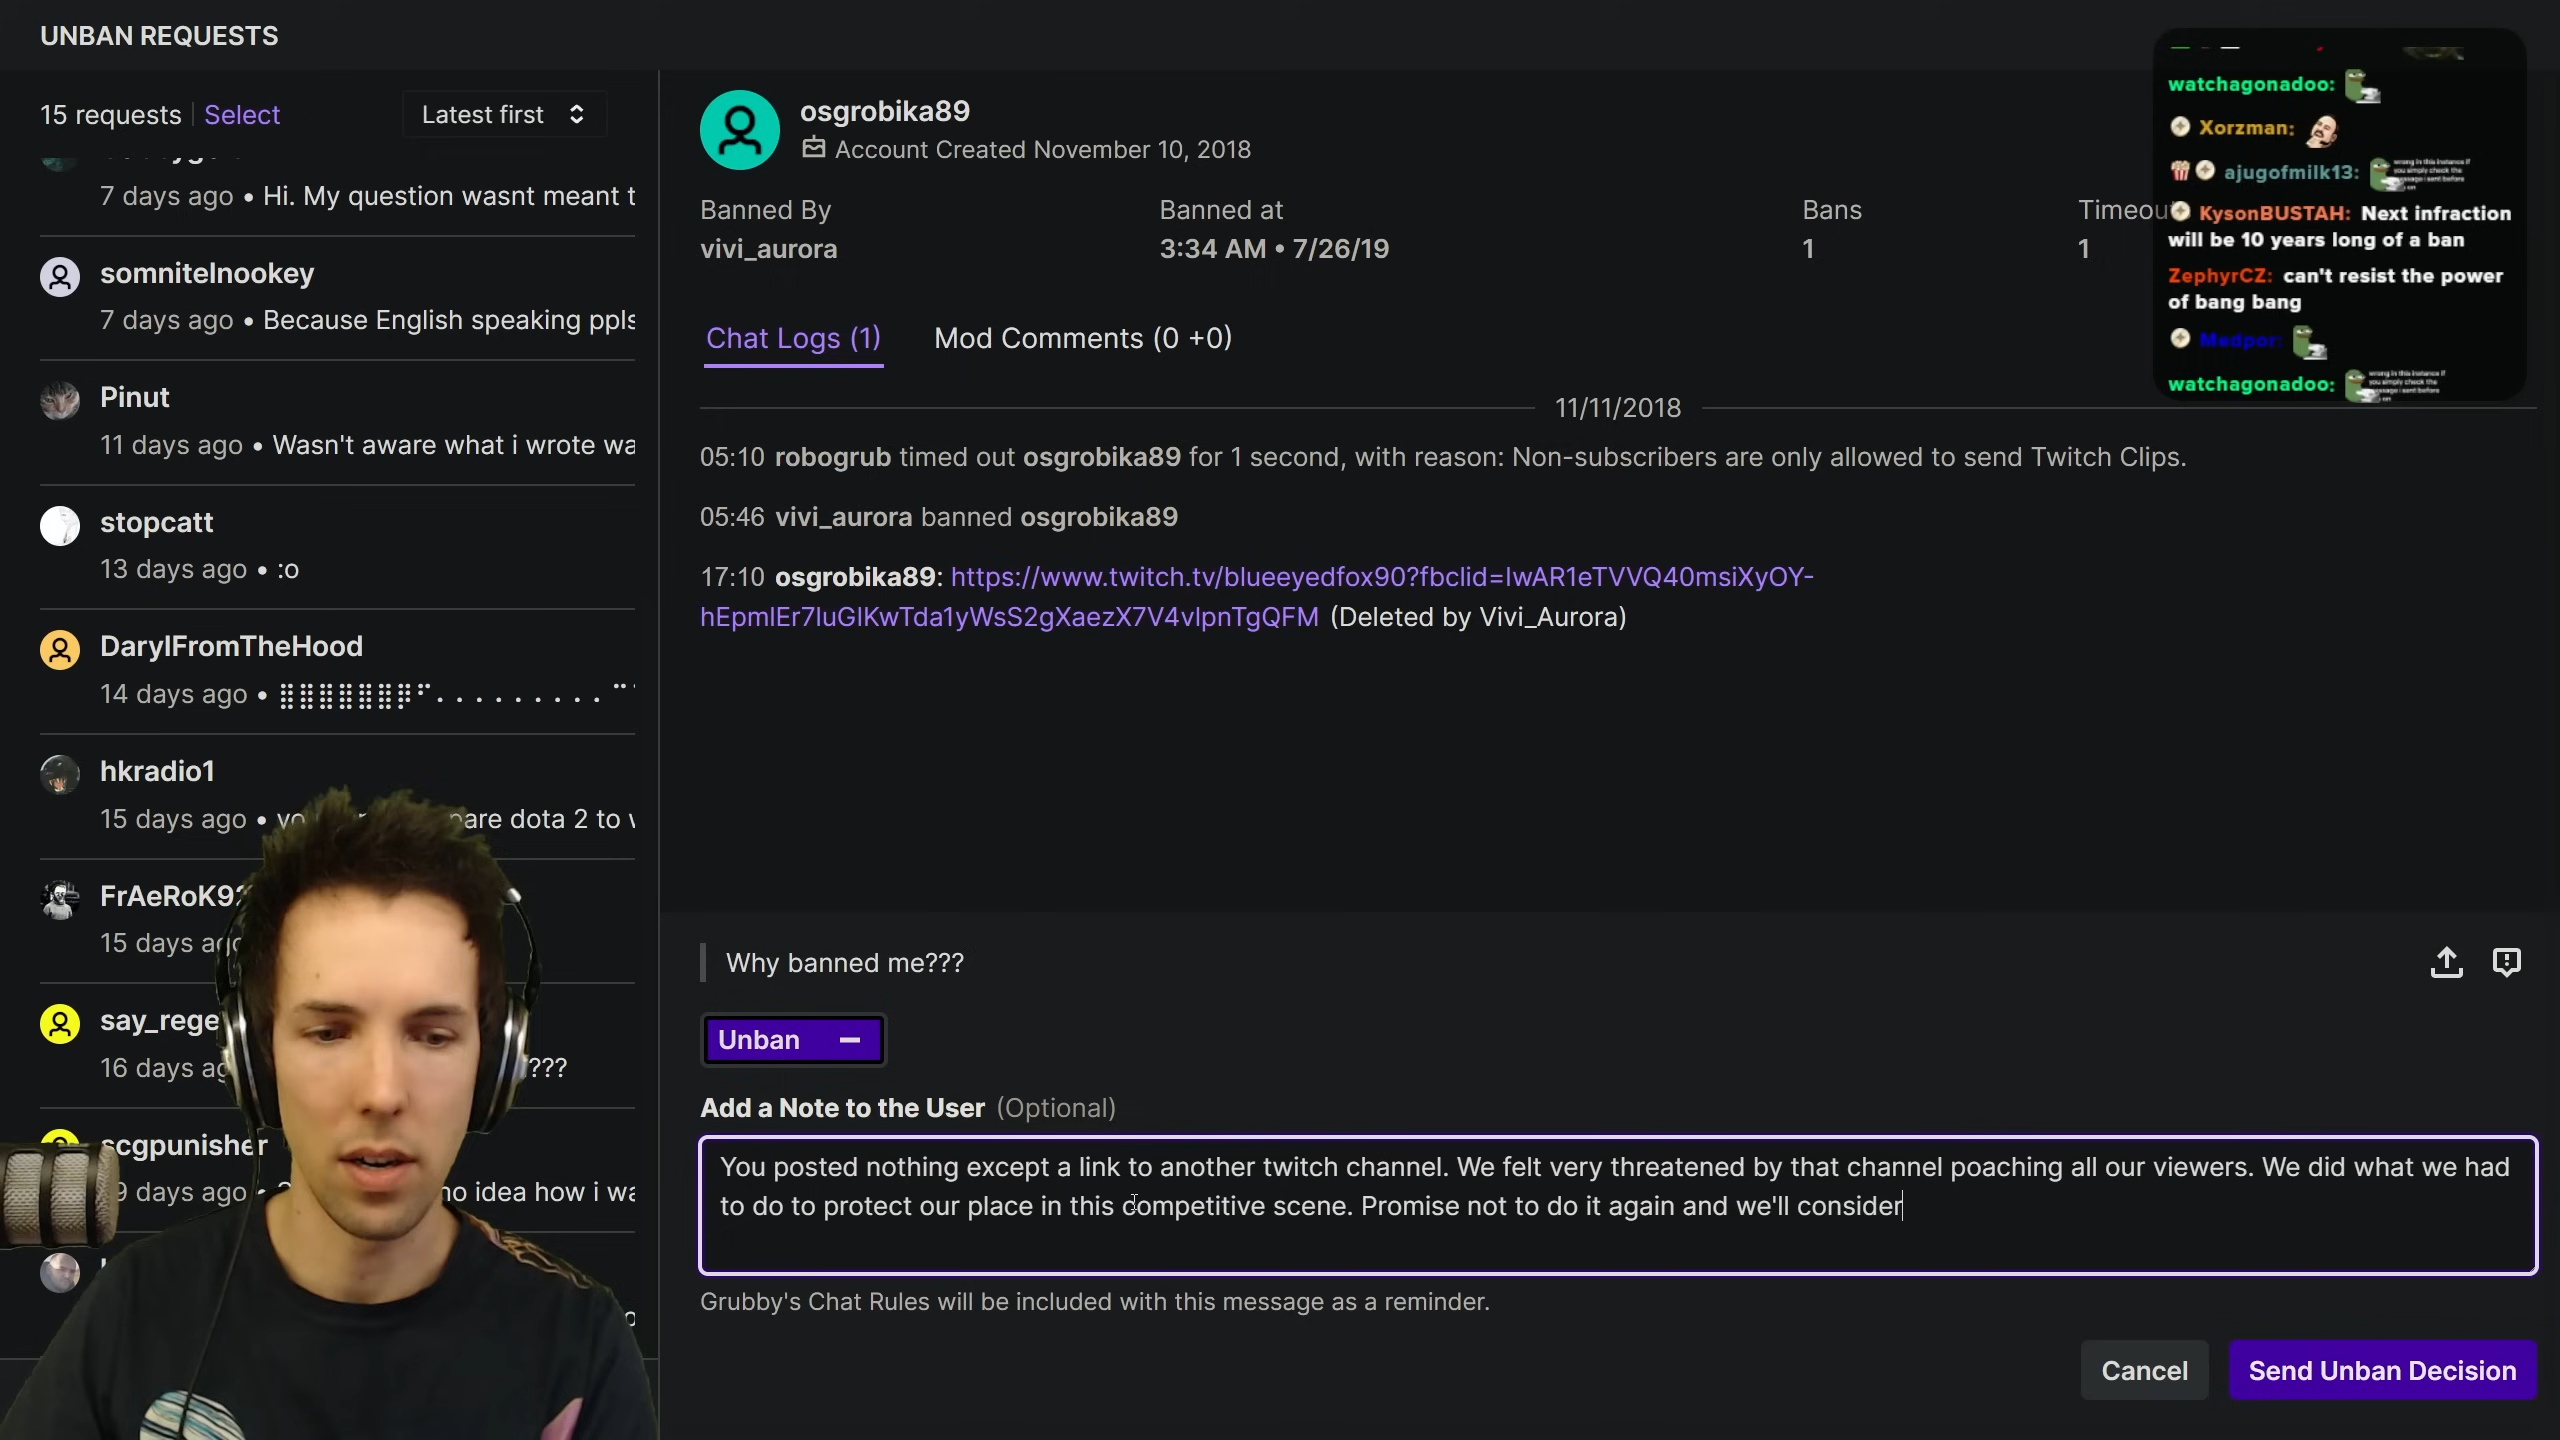 UNBAN REQUESTS
15 requests
Select
Latest first
7 days ago • Hi. My question wasnt meant t
somnitelnookey
7 days ago • Because English speaking ppls
Pinut
11 days ago • Wasn't aware what i wrote wa
stopcatt
13 days ago • :o
DarylFromTheHood
14 days ago •
hkradio1
15 days ago • pare dota 2 to
FrAeRoK9
15 days ago
say_rege
16 days ag ???
scgpunisher
9 days ago • no idea how i wa
osgrobika89
Account Created November 10, 2018
Banned By
vivi_aurora
Banned at
3:34 AM • 7/26/19
Bans
1
Timeou
1
Chat Logs (1)
Mod Comments (0 +0)
11/11/2018
05:10 robogrub timed out osgrobika89 for 1 second, with reason: Non-subscribers are only allowed to send Twitch Clips.
05:46 vivi_aurora banned osgrobika89
17:10 osgrobika89: https://www.twitch.tv/blueeyedfox90?fbclid=IwAR1eTVVQ40msiXyOY-
hEpmlEr7luGlKwTda1yWsS2gXaezX7V4vlpnTgQFM (Deleted by Vivi_Aurora)
watchagonadoo:
Xorzman:
ajugofmilk13:
KysonBUSTAH: Next infraction
will be 10 years long of a ban
ZephyrCZ: can't resist the power
of bang bang
Medpor:
watchagonadoo:
Why banned me???
Unban
Add a Note to the User (Optional)
You posted nothing except a link to another twitch channel. We felt very threatened by that channel poaching all our viewers. We did what we had
to do to protect our place in this competitive scene. Promise not to do it again and we'll consider
Grubby's Chat Rules will be included with this message as a reminder.
Cancel
Send Unban Decision